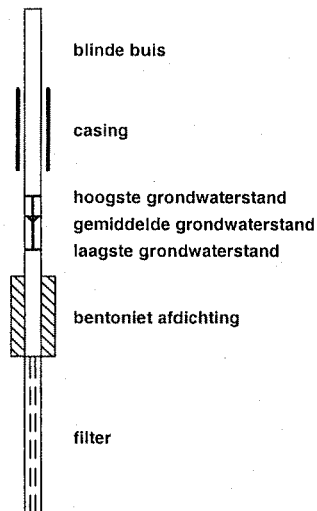 blinde buis
casing
hoogste grondwaterstand
gemiddelde grondwaterstand
laagste grondwaterstand
bentoniet afdichting
filter